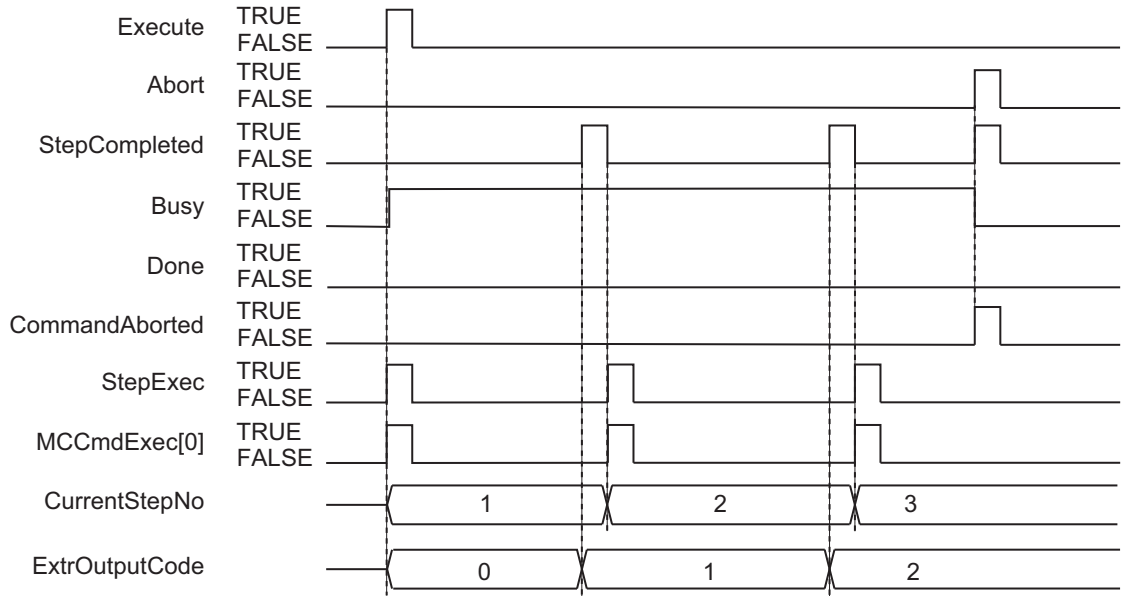 Execute TRUE
FALSE
Abort TRUE
FALSE
StepCompleted TRUE
FALSE
Busy TRUE
FALSE
Done TRUE
FALSE
CommandAborted TRUE
FALSE
StepExec TRUE
FALSE
MCCmdExec[0] TRUE
FALSE
CurrentStepNo 1 2 3
ExtrOutputCode 0 1 2